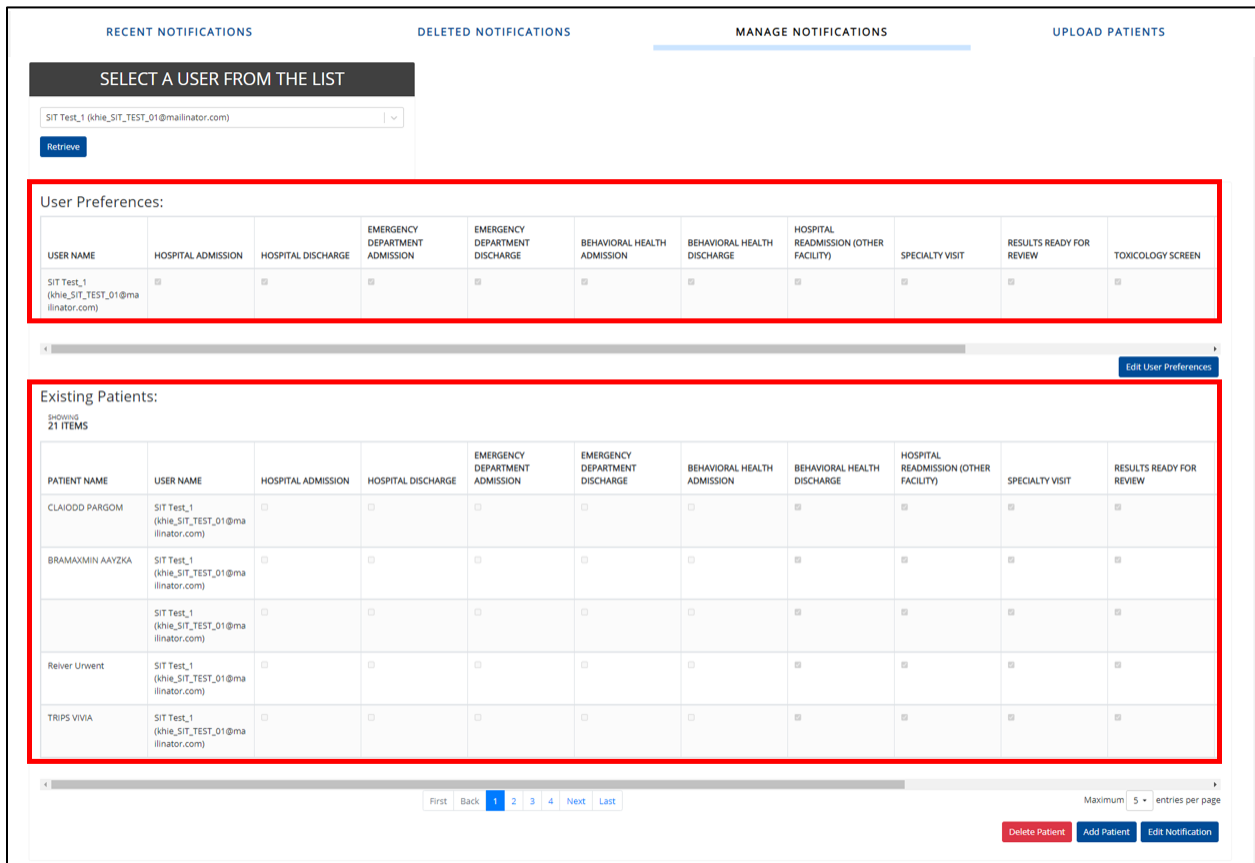 RECENT NOTIFICATIONS DELETED NOTIFICATIONS MANAGE NOTIFICATIONS UPLOAD PATIENTS
SELECT A USER FROM THE LIST
SIT Test_1 (khie_SIT_TEST_01@mailinator.com)
Retrieve
User Preferences:
USER NAME HOSPITAL ADMISSION HOSPITAL DISCHARGE EMERGENCY DEPARTMENT ADMISSION EMERGENCY DEPARTMENT DISCHARGE BEHAVIORAL HEALTH ADMISSION BEHAVIORAL HEALTH DISCHARGE HOSPITAL READMISSION (OTHER FACILITY) SPECIALTY VISIT RESULTS READY FOR REVIEW TOXICOLOGY SCREEN
SIT Test_1
(khie_SIT_TEST_01@ma
ilinator.com)
Edit User Preferences
Existing Patients:
SHOWING
21 ITEMS
PATIENT NAME USER NAME HOSPITAL ADMISSION HOSPITAL DISCHARGE EMERGENCY DEPARTMENT ADMISSION EMERGENCY DEPARTMENT DISCHARGE BEHAVIORAL HEALTH ADMISSION BEHAVIORAL HEALTH DISCHARGE HOSPITAL READMISSION (OTHER FACILITY) SPECIALTY VISIT RESULTS READY FOR REVIEW
CLAIODD PARGOM SIT Test_1
(khie_SIT_TEST_01@ma
ilinator.com)
BRAMAXMIN AAYZKA SIT Test_1
(khie_SIT_TEST_01@ma
ilinator.com)
SIT Test_1
(khie_SIT_TEST_01@ma
ilinator.com)
Reiver Urwent SIT Test_1
(khie_SIT_TEST_01@ma
ilinator.com)
TRIPS VIVIA SIT Test_1
(khie_SIT_TEST_01@ma
ilinator.com)
First Back 1 2 3 4 Next Last Maximum 5 entries per page
Delete Patient Add Patient Edit Notification